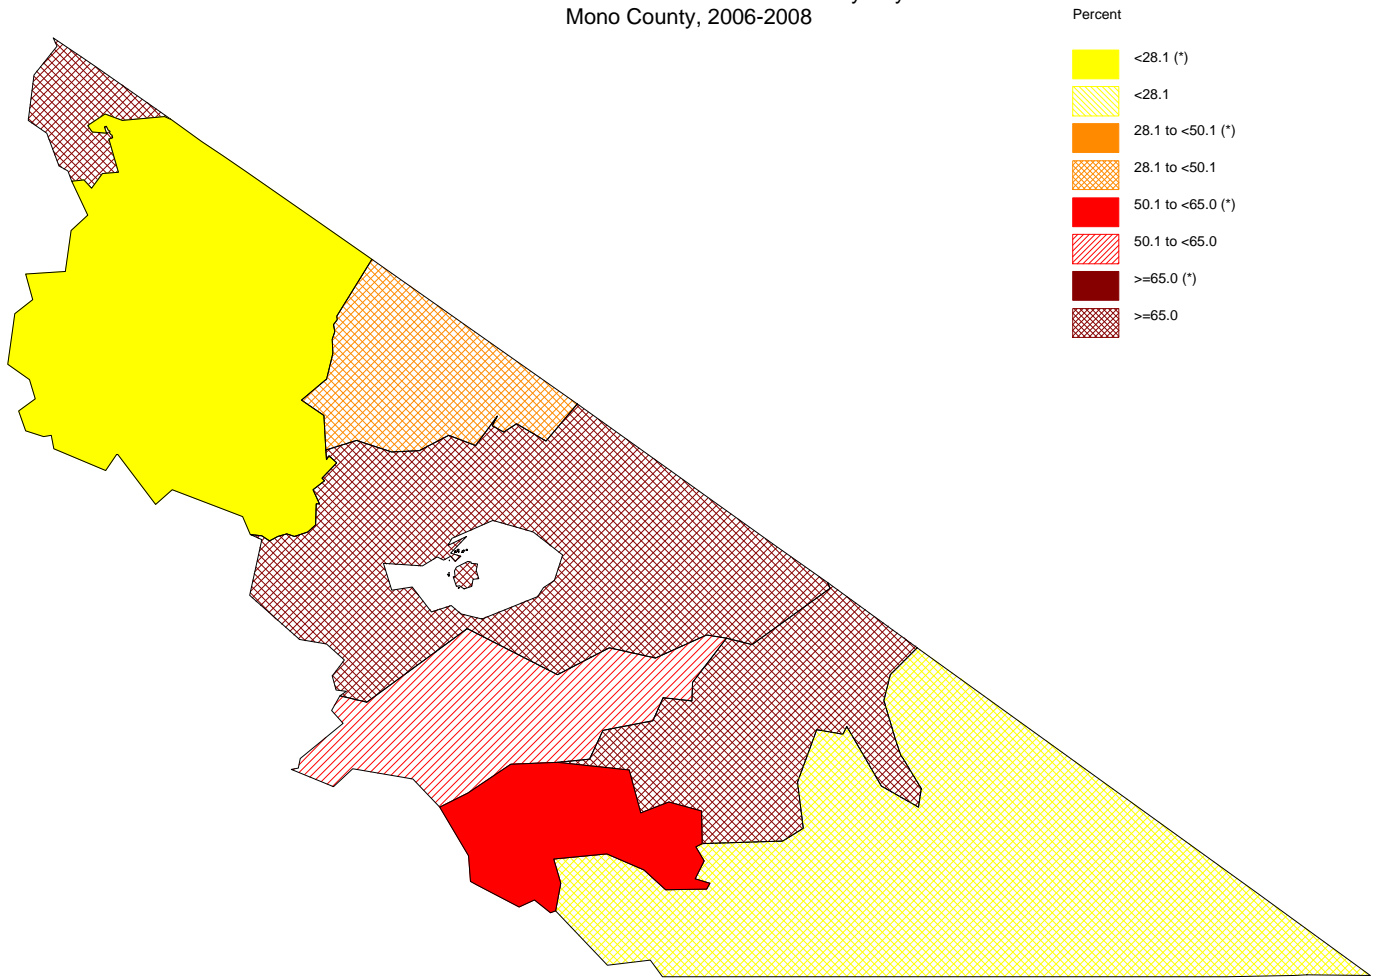 Mono County, 2006-2008
Percent
<28.1 (*)
<28.1
28.1 to <50.1 (*)
28.1 to <50.1
50.1 to <65.0 (*)
50.1 to <65.0
>=65.0 (*)
>=65.0